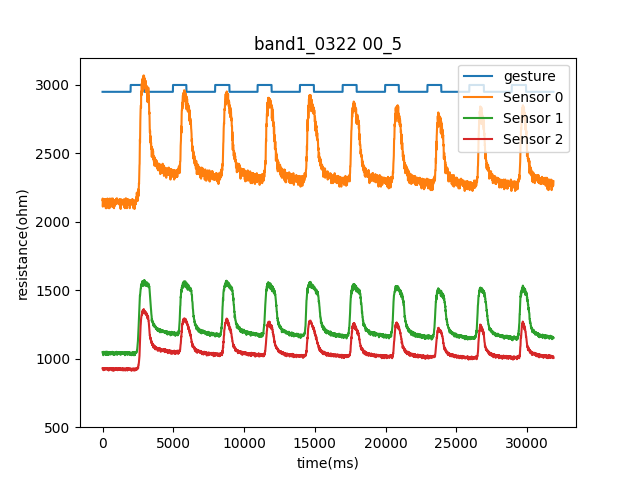 band1_0322 00_5
gesture
Sensor 0
Sensor 1
Sensor 2
resistance(ohm)
3000
2500
2000
1500
1000
500
0 5000 10000 15000 20000 25000 30000
time(ms)